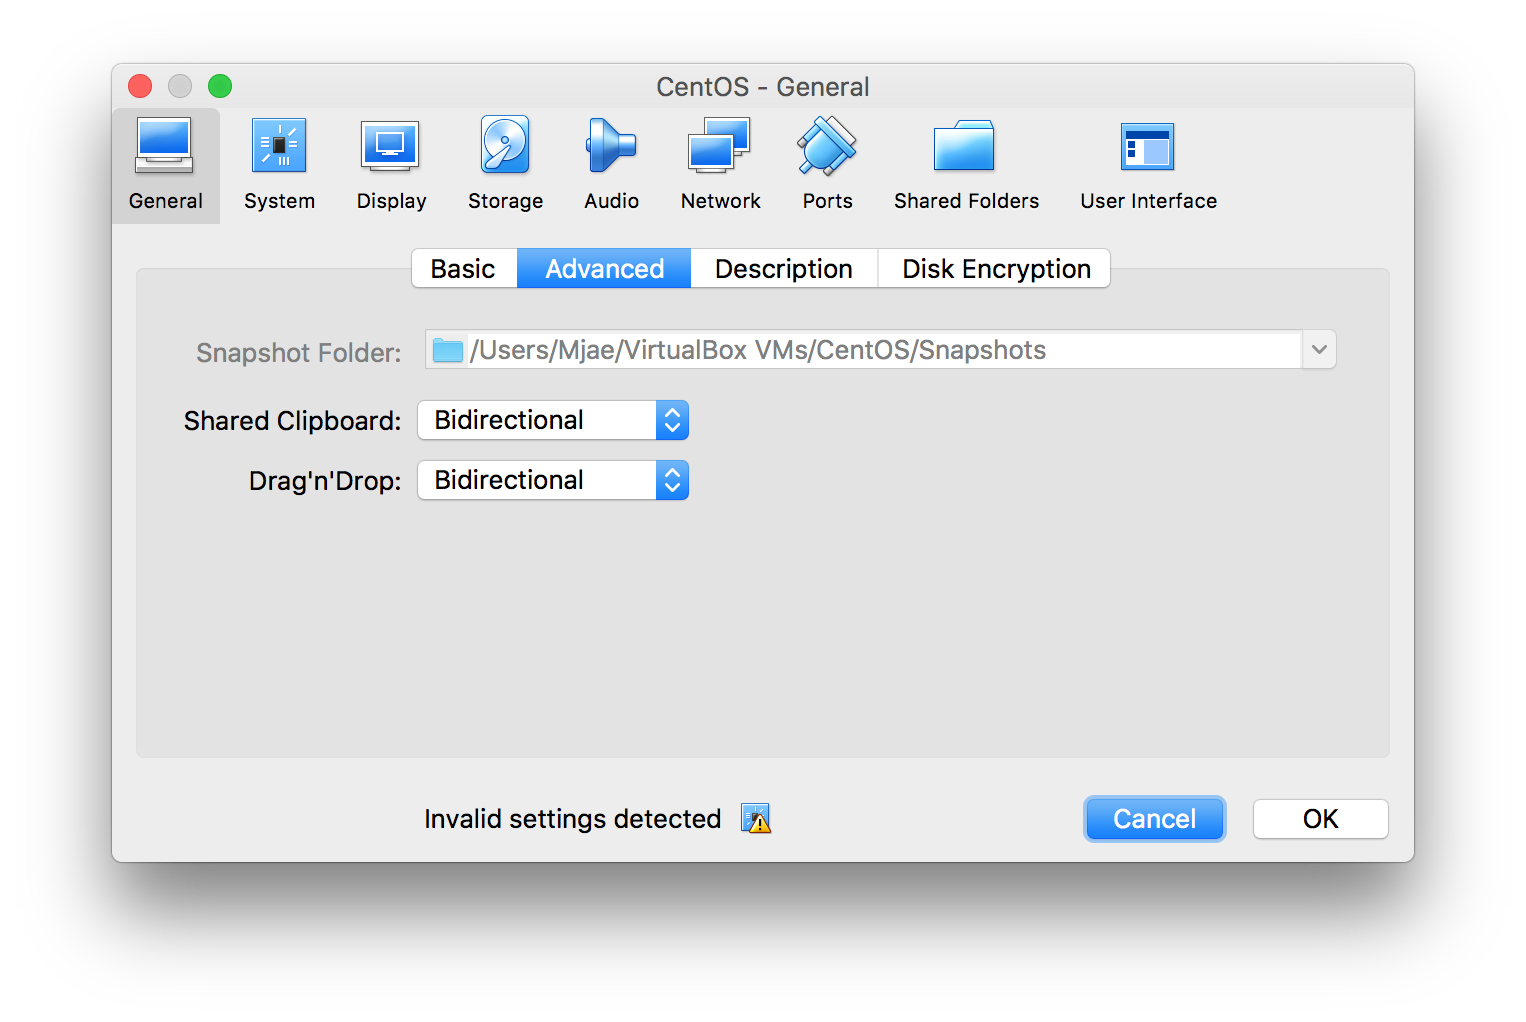 CentOS - General
General System Display Storage Audio Network Ports Shared Folders User Interface
Basic Advanced Description Disk Encryption
Snapshot Folder: /Users/Mjae/VirtualBox VMs/CentOS/Snapshots
Shared Clipboard: Bidirectional
Drag'n'Drop: Bidirectional
Invalid settings detected Cancel OK